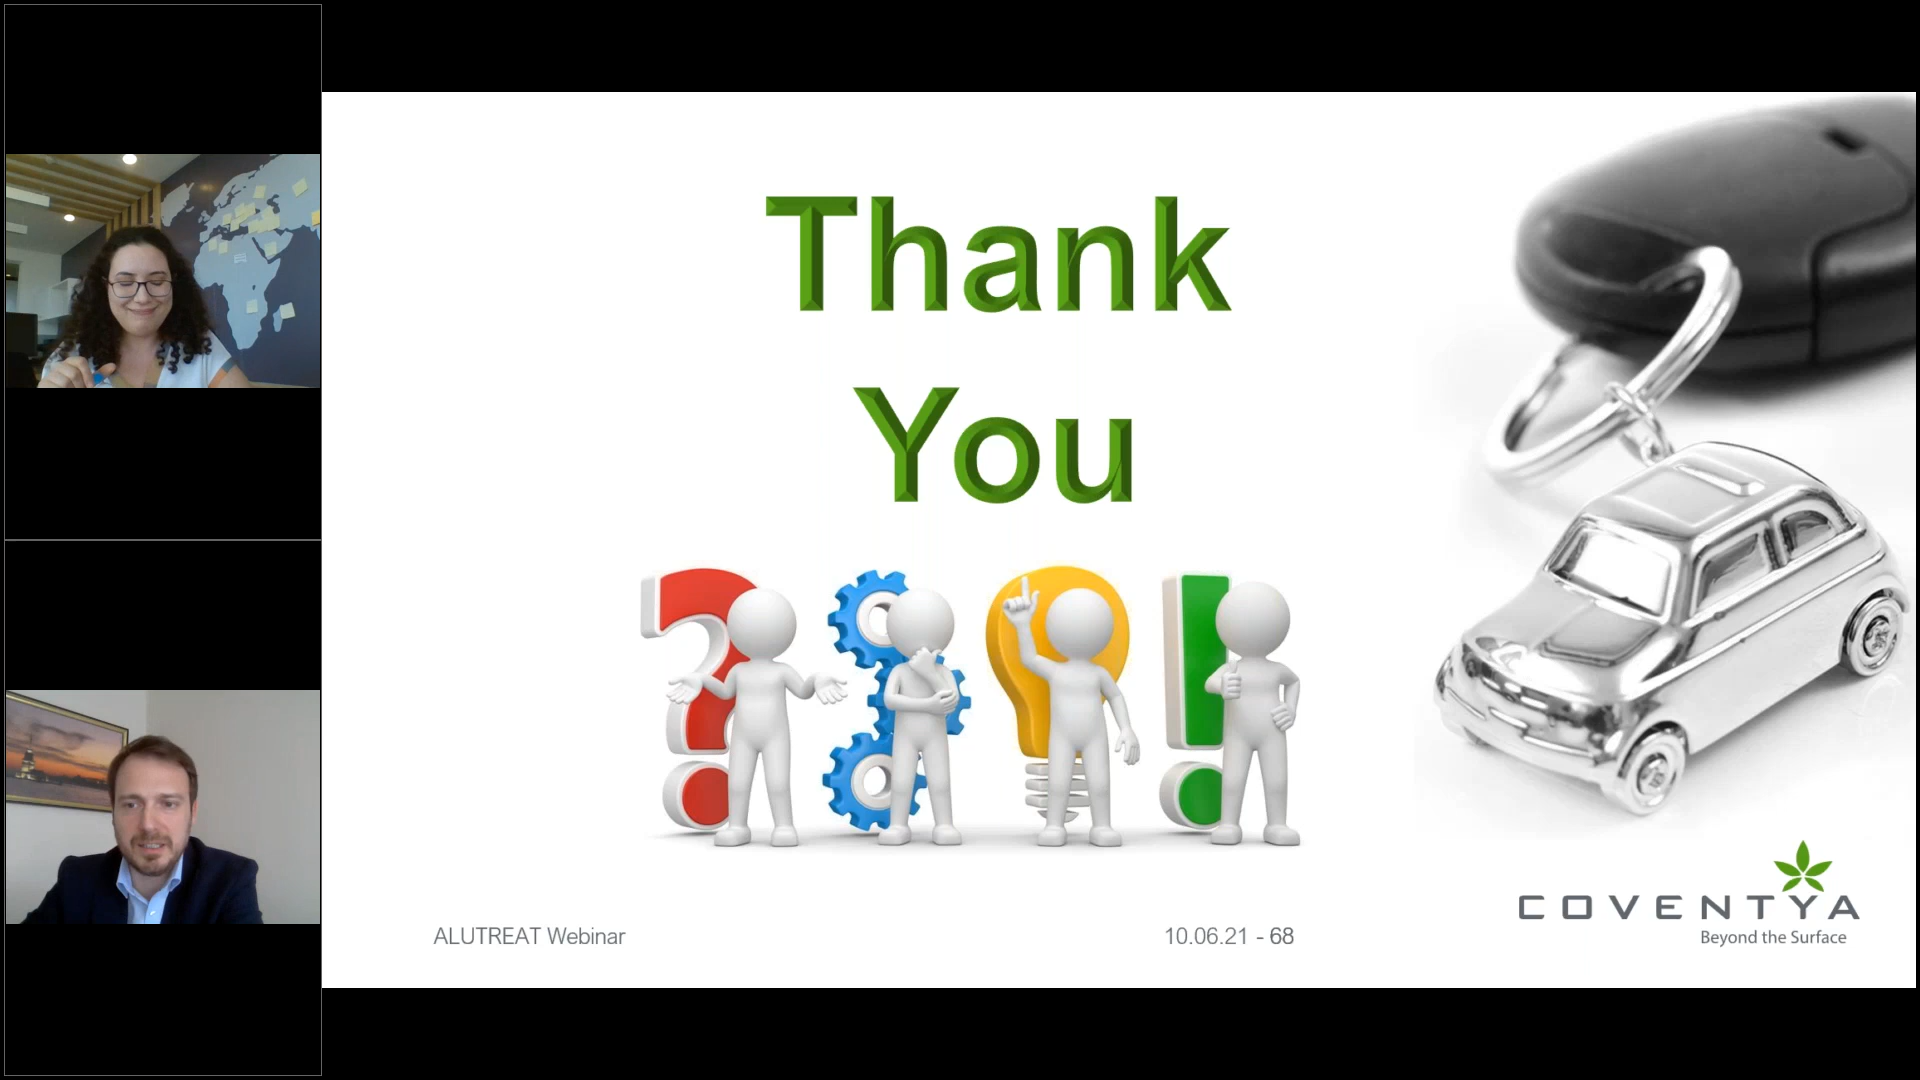 Thank
You
ALUTREAT Webinar
10.06.21 - 68
COVENTYA
Beyond the Surface